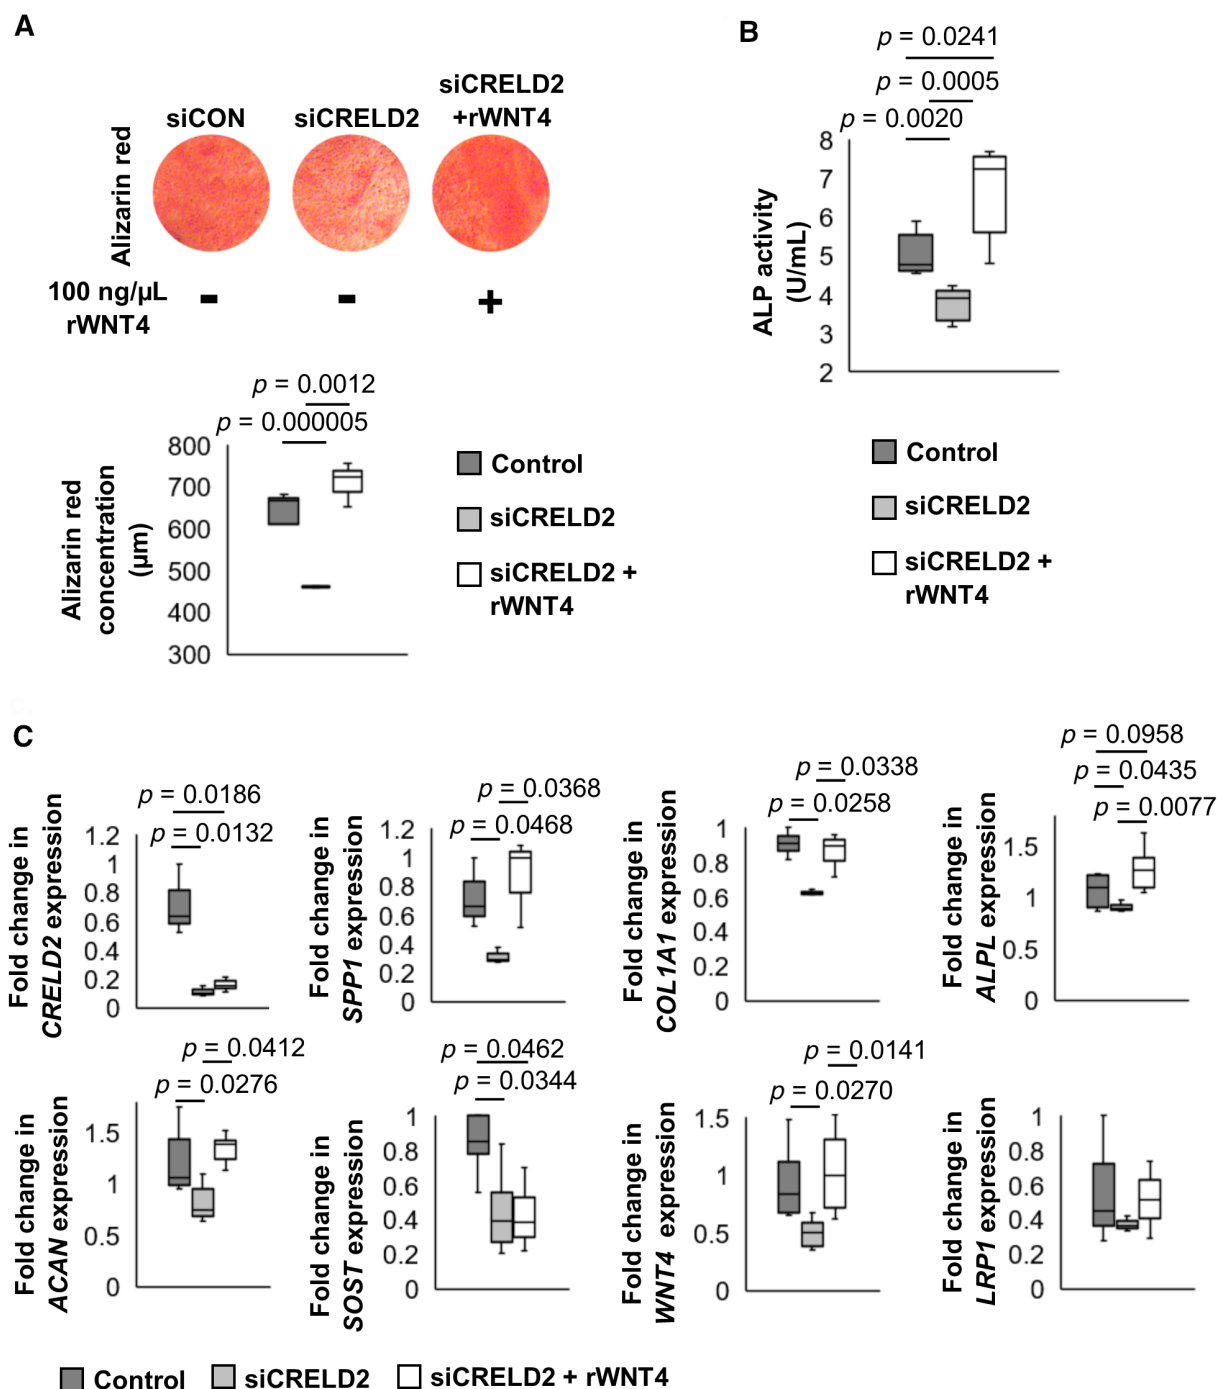 A
siCON
siCRELD2
siCRELD2
+rWNT4
Alizarin red
100 ng/µL
rWNT4
-
-
+
p = 0.0012
p = 0.000005
Alizarin red
concentration
(µm)
800
700
600
500
400
300
Control
siCRELD2
siCRELD2 +
rWNT4
B
p = 0.0241
p = 0.0005
p = 0.0020
ALP activity
(U/mL)
8
7
6
5
4
3
2
Control
siCRELD2
siCRELD2 +
rWNT4
C
p = 0.0186
p = 0.0132
Fold change in
CRELD2 expression
1.2
1
0.8
0.6
0.4
0.2
0
p = 0.0368
p = 0.0468
Fold change in
SPP1 expression
1.2
1
0.8
0.6
0.4
0.2
0
p = 0.0338
p = 0.0258
Fold change in
COL1A1 expression
1
0.8
0.6
0.4
0.2
0
p = 0.0958
p = 0.0435
p = 0.0077
Fold change in
ALPL expression
1.5
1
0.5
0
p = 0.0412
p = 0.0276
Fold change in
ACAN expression
1.5
1
0.5
0
p = 0.0462
p = 0.0344
Fold change in
SOST expression
1
0.8
0.6
0.4
0.2
0
p = 0.0141
p = 0.0270
Fold change in
WNT4 expression
1.5
1
0.5
0
Fold change in
LRP1 expression
1
0.8
0.6
0.4
0.2
0
Control
siCRELD2
siCRELD2 + rWNT4